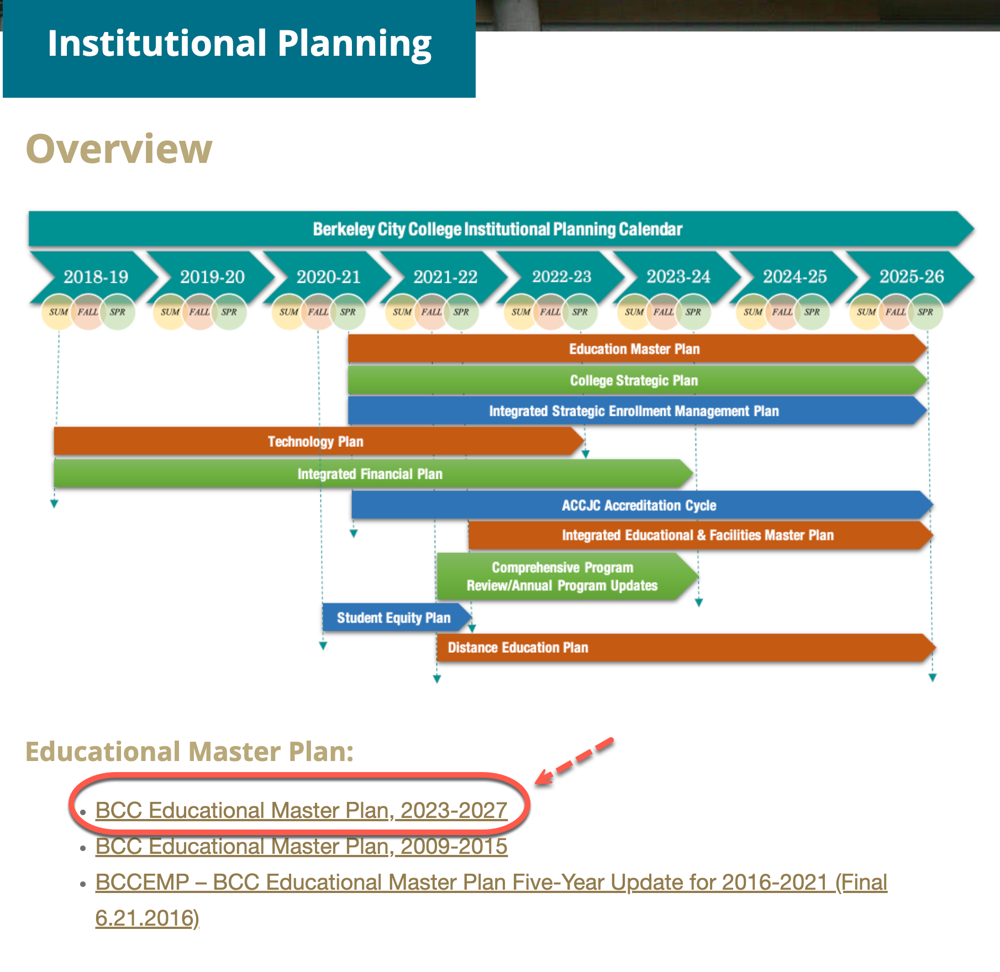 Institutional Planning
Overview
Berkeley City College Institutional Planning Calendar
2018-19 2019-20 2020-21 2021-22 2022-23 2023-24 2024-25 2025-26
SUM FALL SPR SUM FALL SPR SUM FALL SPR SUM FALL SPR SUM FALL SPR SUM FALL SPR SUM FALL SPR SUM FALL SPR
Education Master Plan
College Strategic Plan
Integrated Strategic Enrollment Management Plan
Technology Plan
Integrated Financial Plan
ACCJC Accreditation Cycle
Integrated Educational & Facilities Master Plan
Comprehensive Program
Review/Annual Program Updates
Student Equity Plan
Distance Education Plan
Educational Master Plan:
• BCC Educational Master Plan, 2023-2027
• BCC Educational Master Plan, 2009-2015
• BCCEMP – BCC Educational Master Plan Five-Year Update for 2016-2021 (Final
6.21.2016)